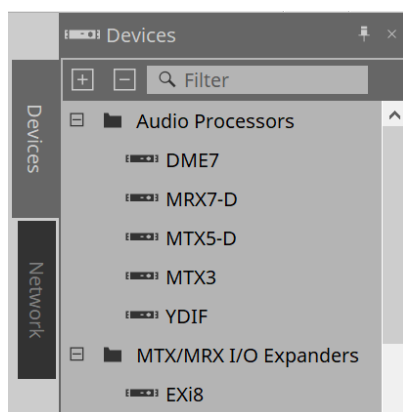 Devices
Filter
Devices
Network
Audio Processors
DME7
MRX7-D
MTX5-D
MTX3
YDIF
MTX/MRX I/O Expanders
EXi8